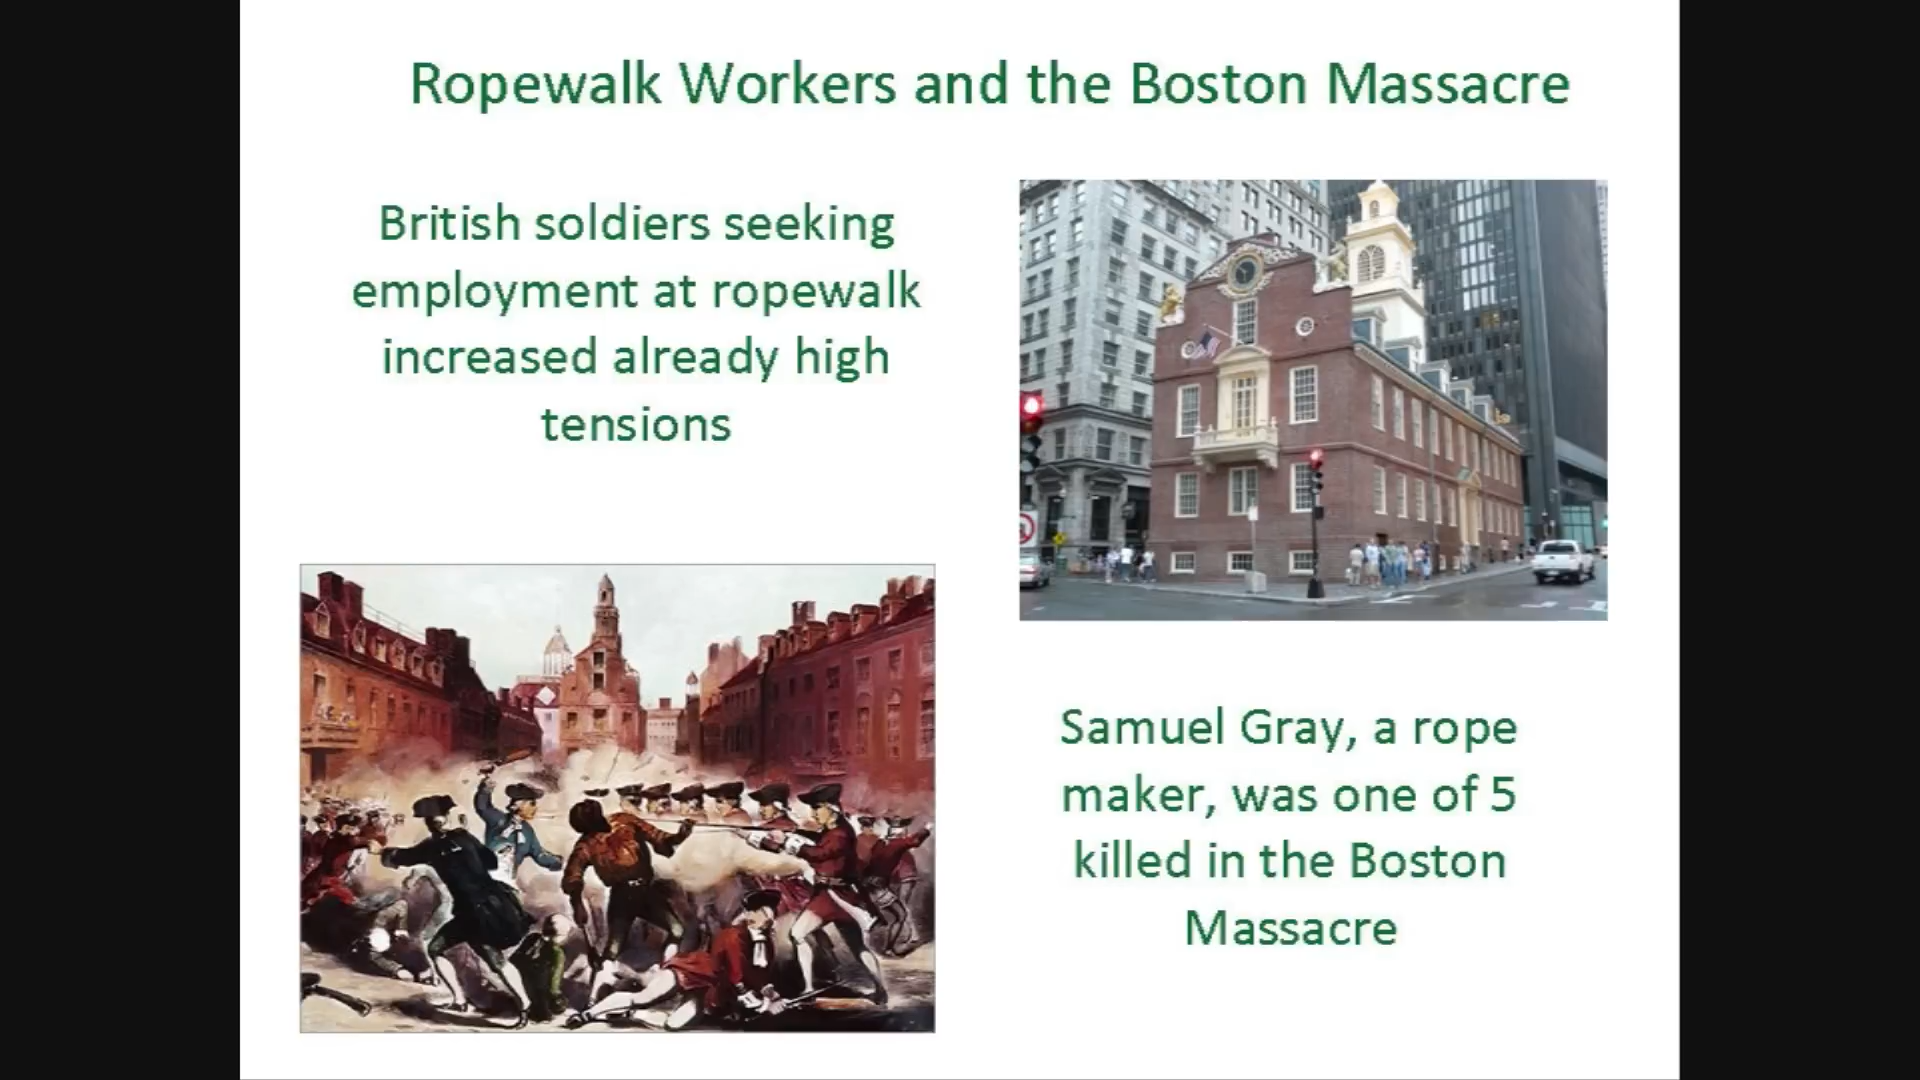 Ropewalk Workers and the Boston Massacre
British soldiers seeking
employment at ropewalk
increased already high
tensions
Samuel Gray, a rope
maker, was one of 5
killed in the Boston
Massacre